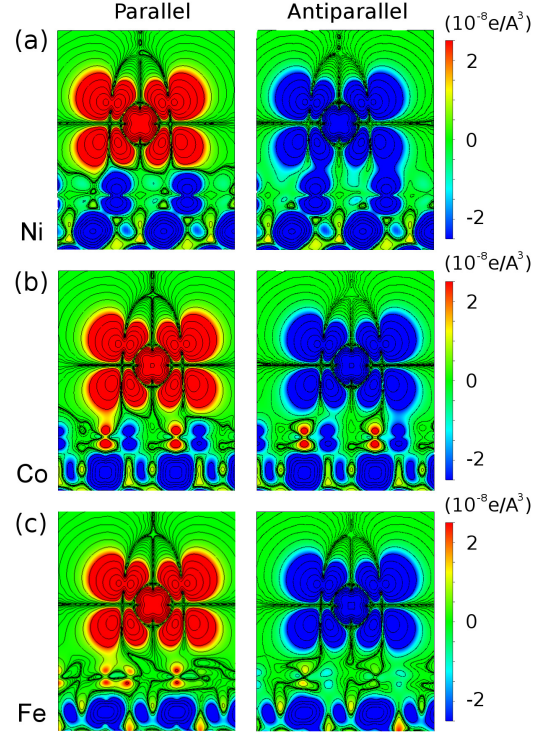 Parallel Antiparallel
(a) (10⁻⁸e/A³)
2
0
-2
Ni
(b) (10⁻⁸e/A³)
2
0
-2
Co
(c) (10⁻⁸e/A³)
2
0
-2
Fe